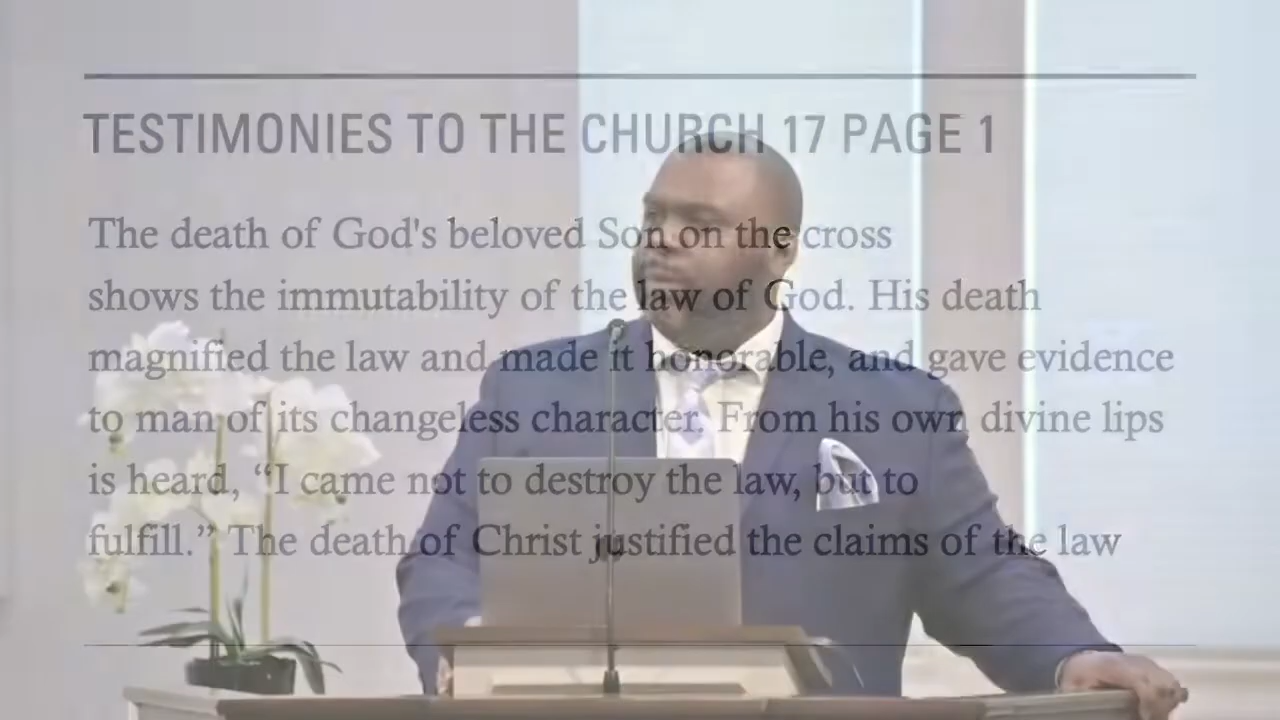 TESTIMONIES TO THE CHURCH 17 PAGE 1
The death of God's beloved Son on the cross
shows the immutability of the law of God. His death
magnified the law and made it honorable, and gave evidence
to man of its changeless character. From his own divine lips
is heard, “I came not to destroy the law, but to
fulfill.” The death of Christ justified the claims of the law